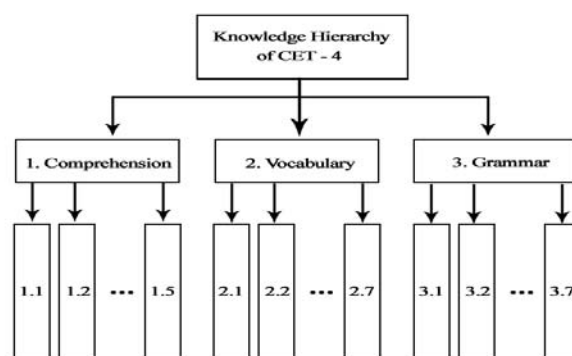 Knowledge Hierarchy
of CET - 4
1. Comprehension
2. Vocabulary
3. Grammar
1.1
1.2
...
1.5
2.1
2.2
...
2.7
3.1
3.2
...
3.7